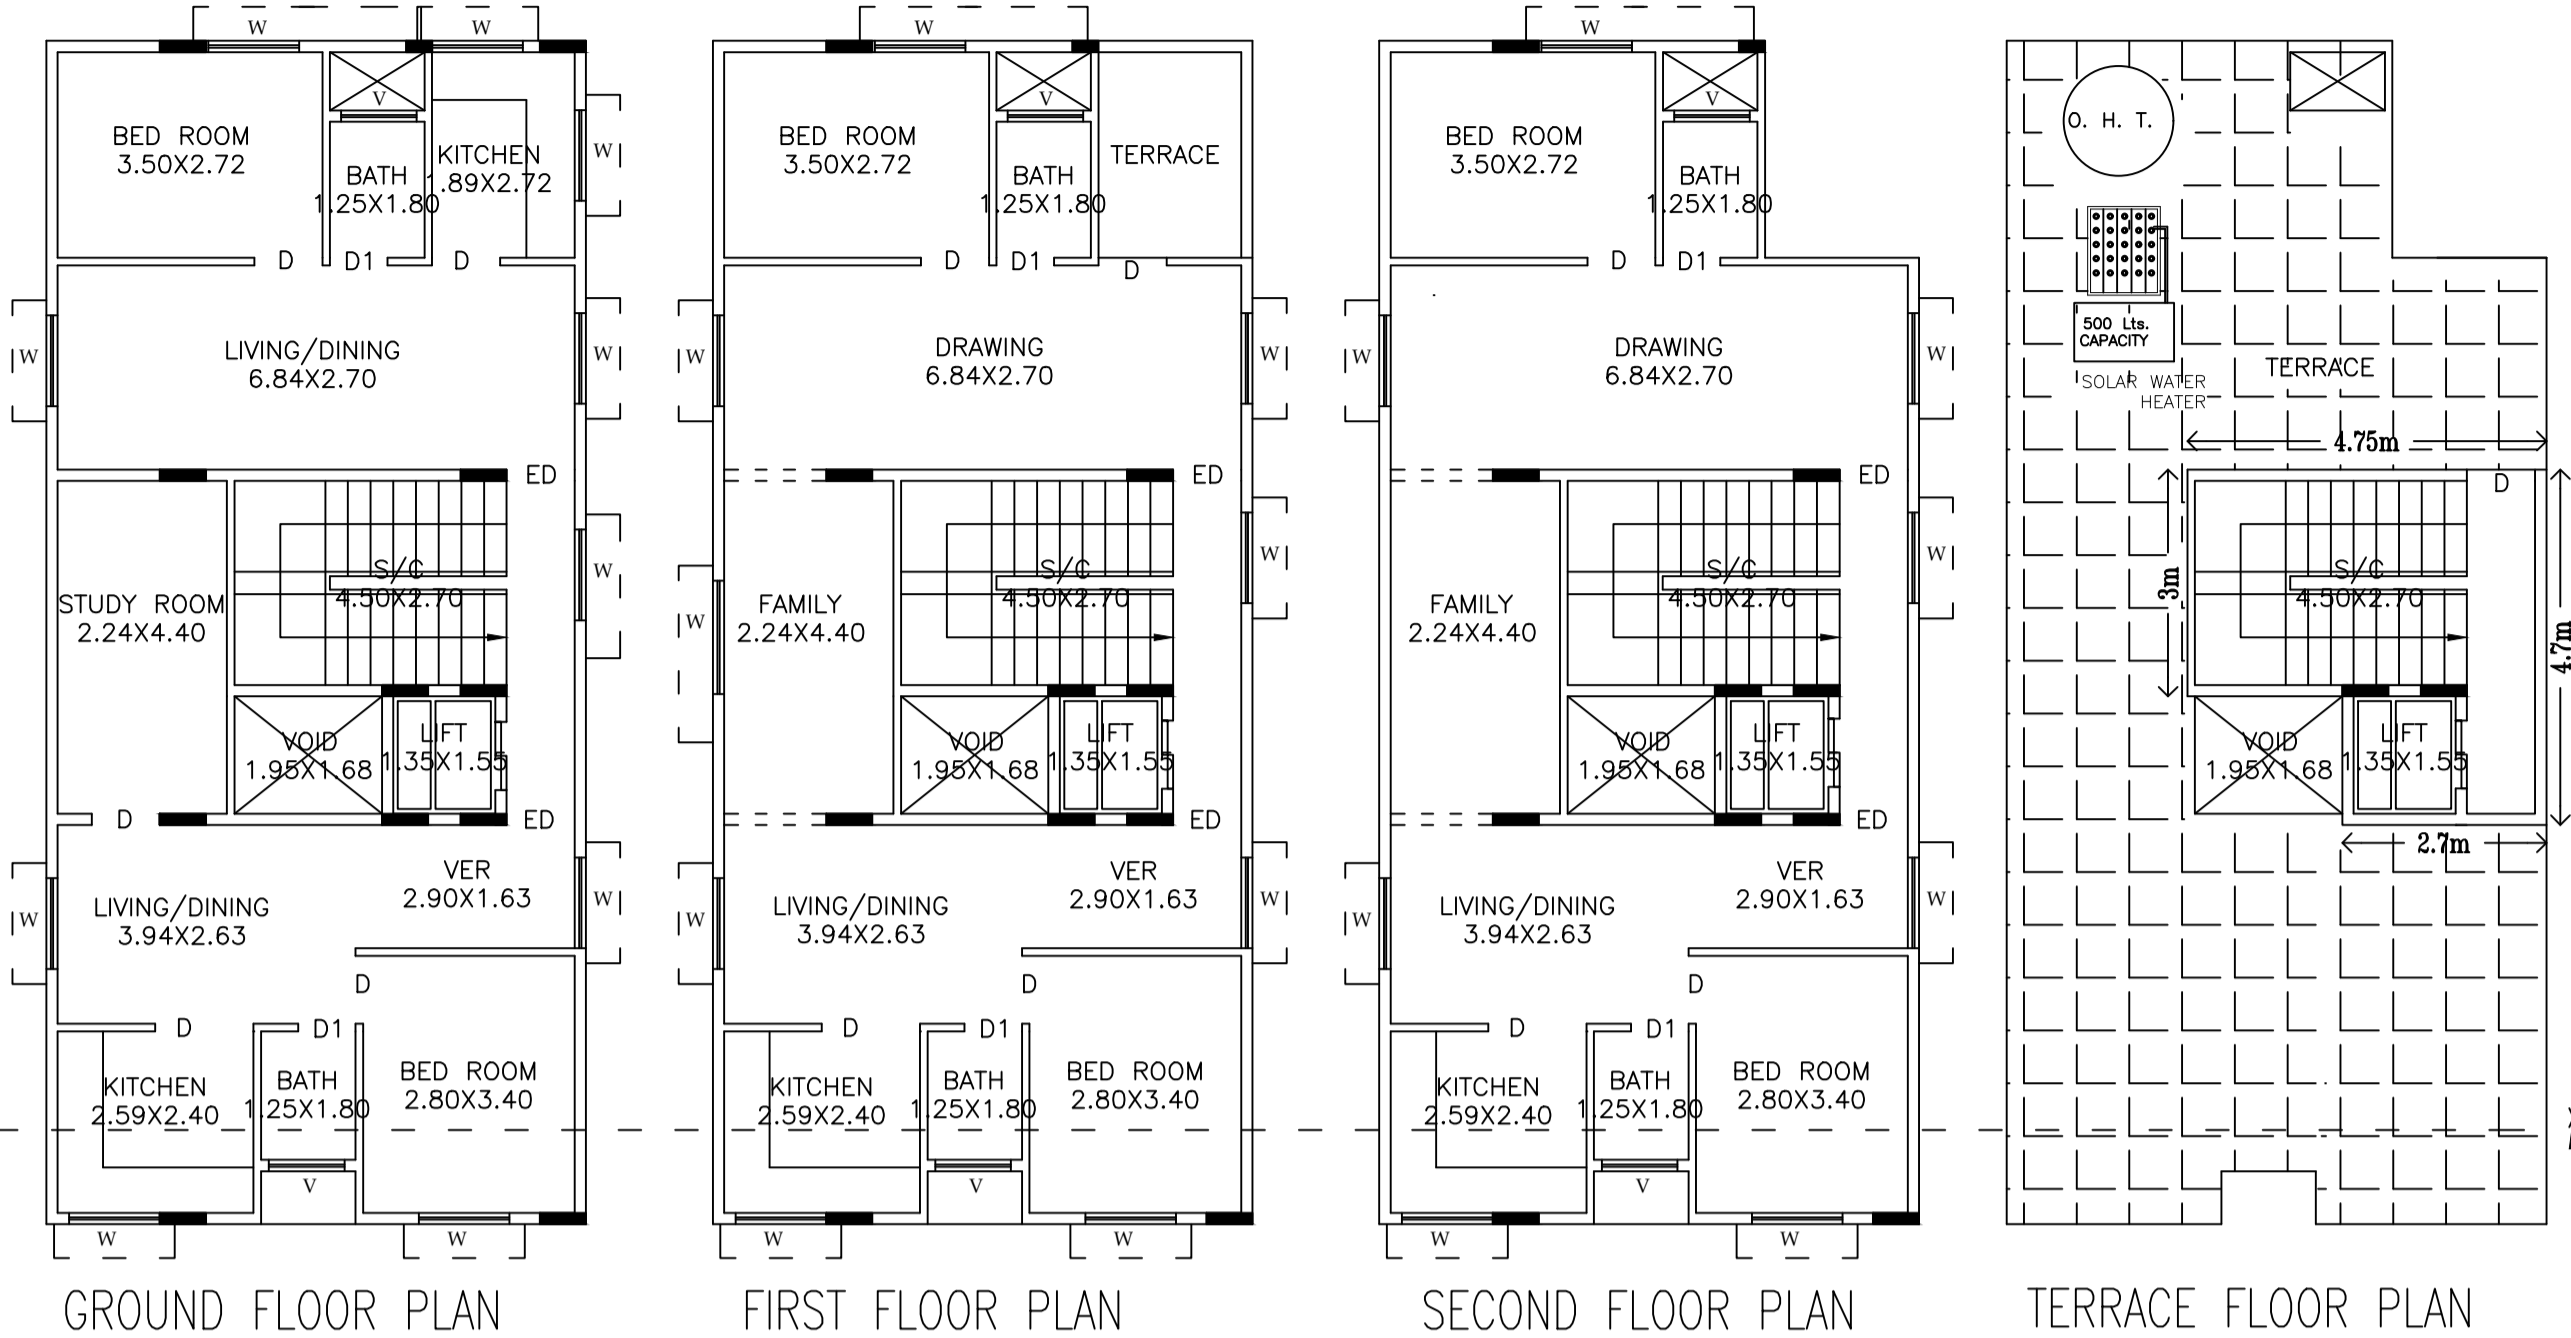 W
W
BED ROOM
3.50X2.72
V
BATH
1.25X1.80
KITCHEN
.89X2.72
W
D
D1
D
W
LIVING/DINING
6.84X2.70
W
ED
STUDY ROOM
2.24X4.40
S/C
4.50X2.70
W
VOID
1.95X1.68
LIFT
1.35X1.55
D
ED
W
LIVING/DINING
3.94X2.63
VER
2.90X1.63
W
D
D
D1
KITCHEN
2.59X2.40
BATH
1.25X1.80
BED ROOM
2.80X3.40
V
W
W
GROUND FLOOR PLAN
W
BED ROOM
3.50X2.72
V
BATH
1.25X1.80
TERRACE
D
D1
D
W
DRAWING
6.84X2.70
W
ED
W
FAMILY
2.24X4.40
S/C
4.50X2.70
W
VOID
1.95X1.68
LIFT
1.35X1.55
ED
W
LIVING/DINING
3.94X2.63
VER
2.90X1.63
W
D
D
D1
KITCHEN
2.59X2.40
BATH
1.25X1.80
BED ROOM
2.80X3.40
V
W
W
FIRST FLOOR PLAN
W
BED ROOM
3.50X2.72
V
BATH
1.25X1.80
D
D1
W
DRAWING
6.84X2.70
W
ED
FAMILY
2.24X4.40
S/C
4.50X2.70
W
VOID
1.95X1.68
LIFT
1.35X1.55
ED
W
LIVING/DINING
3.94X2.63
VER
2.90X1.63
W
D
D
D1
KITCHEN
2.59X2.40
BATH
1.25X1.80
BED ROOM
2.80X3.40
V
W
W
SECOND FLOOR PLAN
O. H. T.
500 Lts.
CAPACITY
SOLAR WATER
HEATER
TERRACE
4.75m
D
3m
S/C
4.50X2.70
4.7m
VOID
1.95X1.68
LIFT
1.35X1.55
2.7m
TERRACE FLOOR PLAN